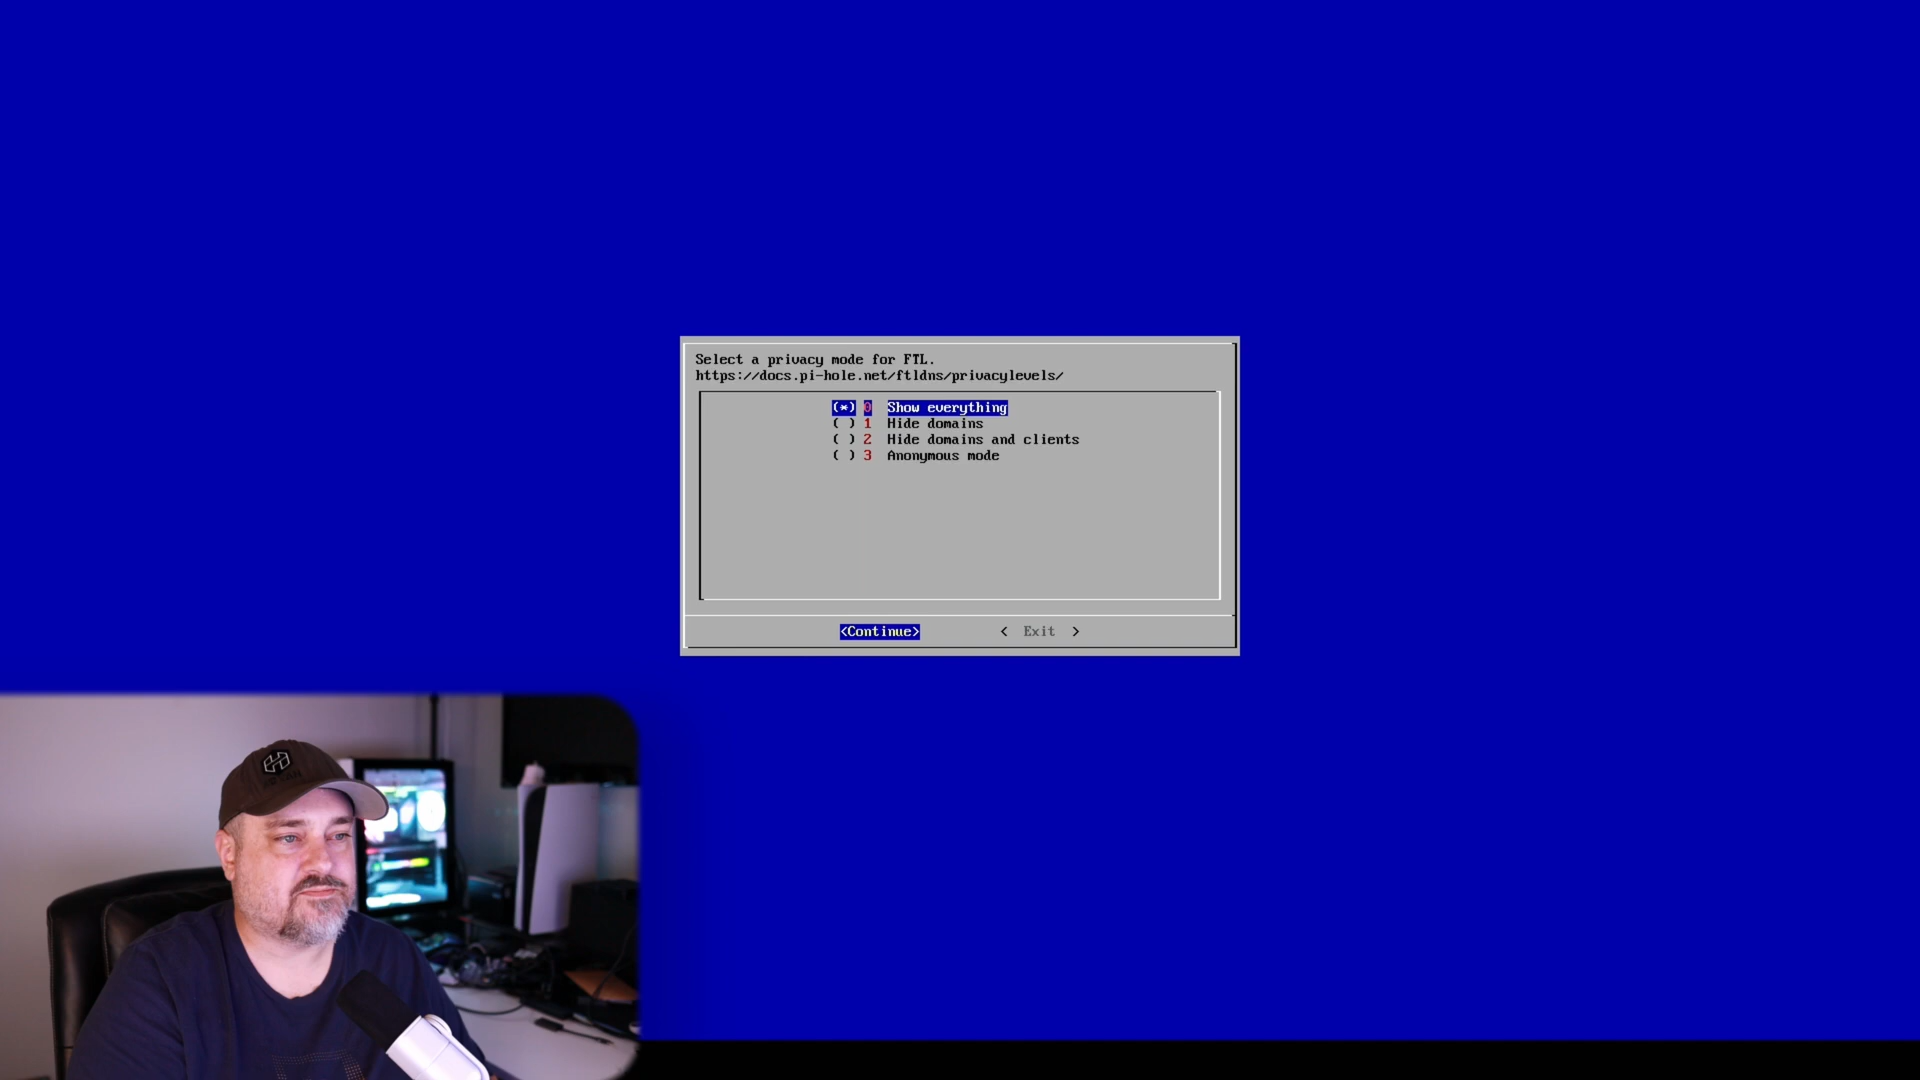 Select a privacy mode for FTL.
https://docs.pi-hole.net/ftldns/privacylevels/
(*) 0 Show everything
( ) 1 Hide domains
( ) 2 Hide domains and clients
( ) 3 Anonymous mode
<Continue> < Exit >